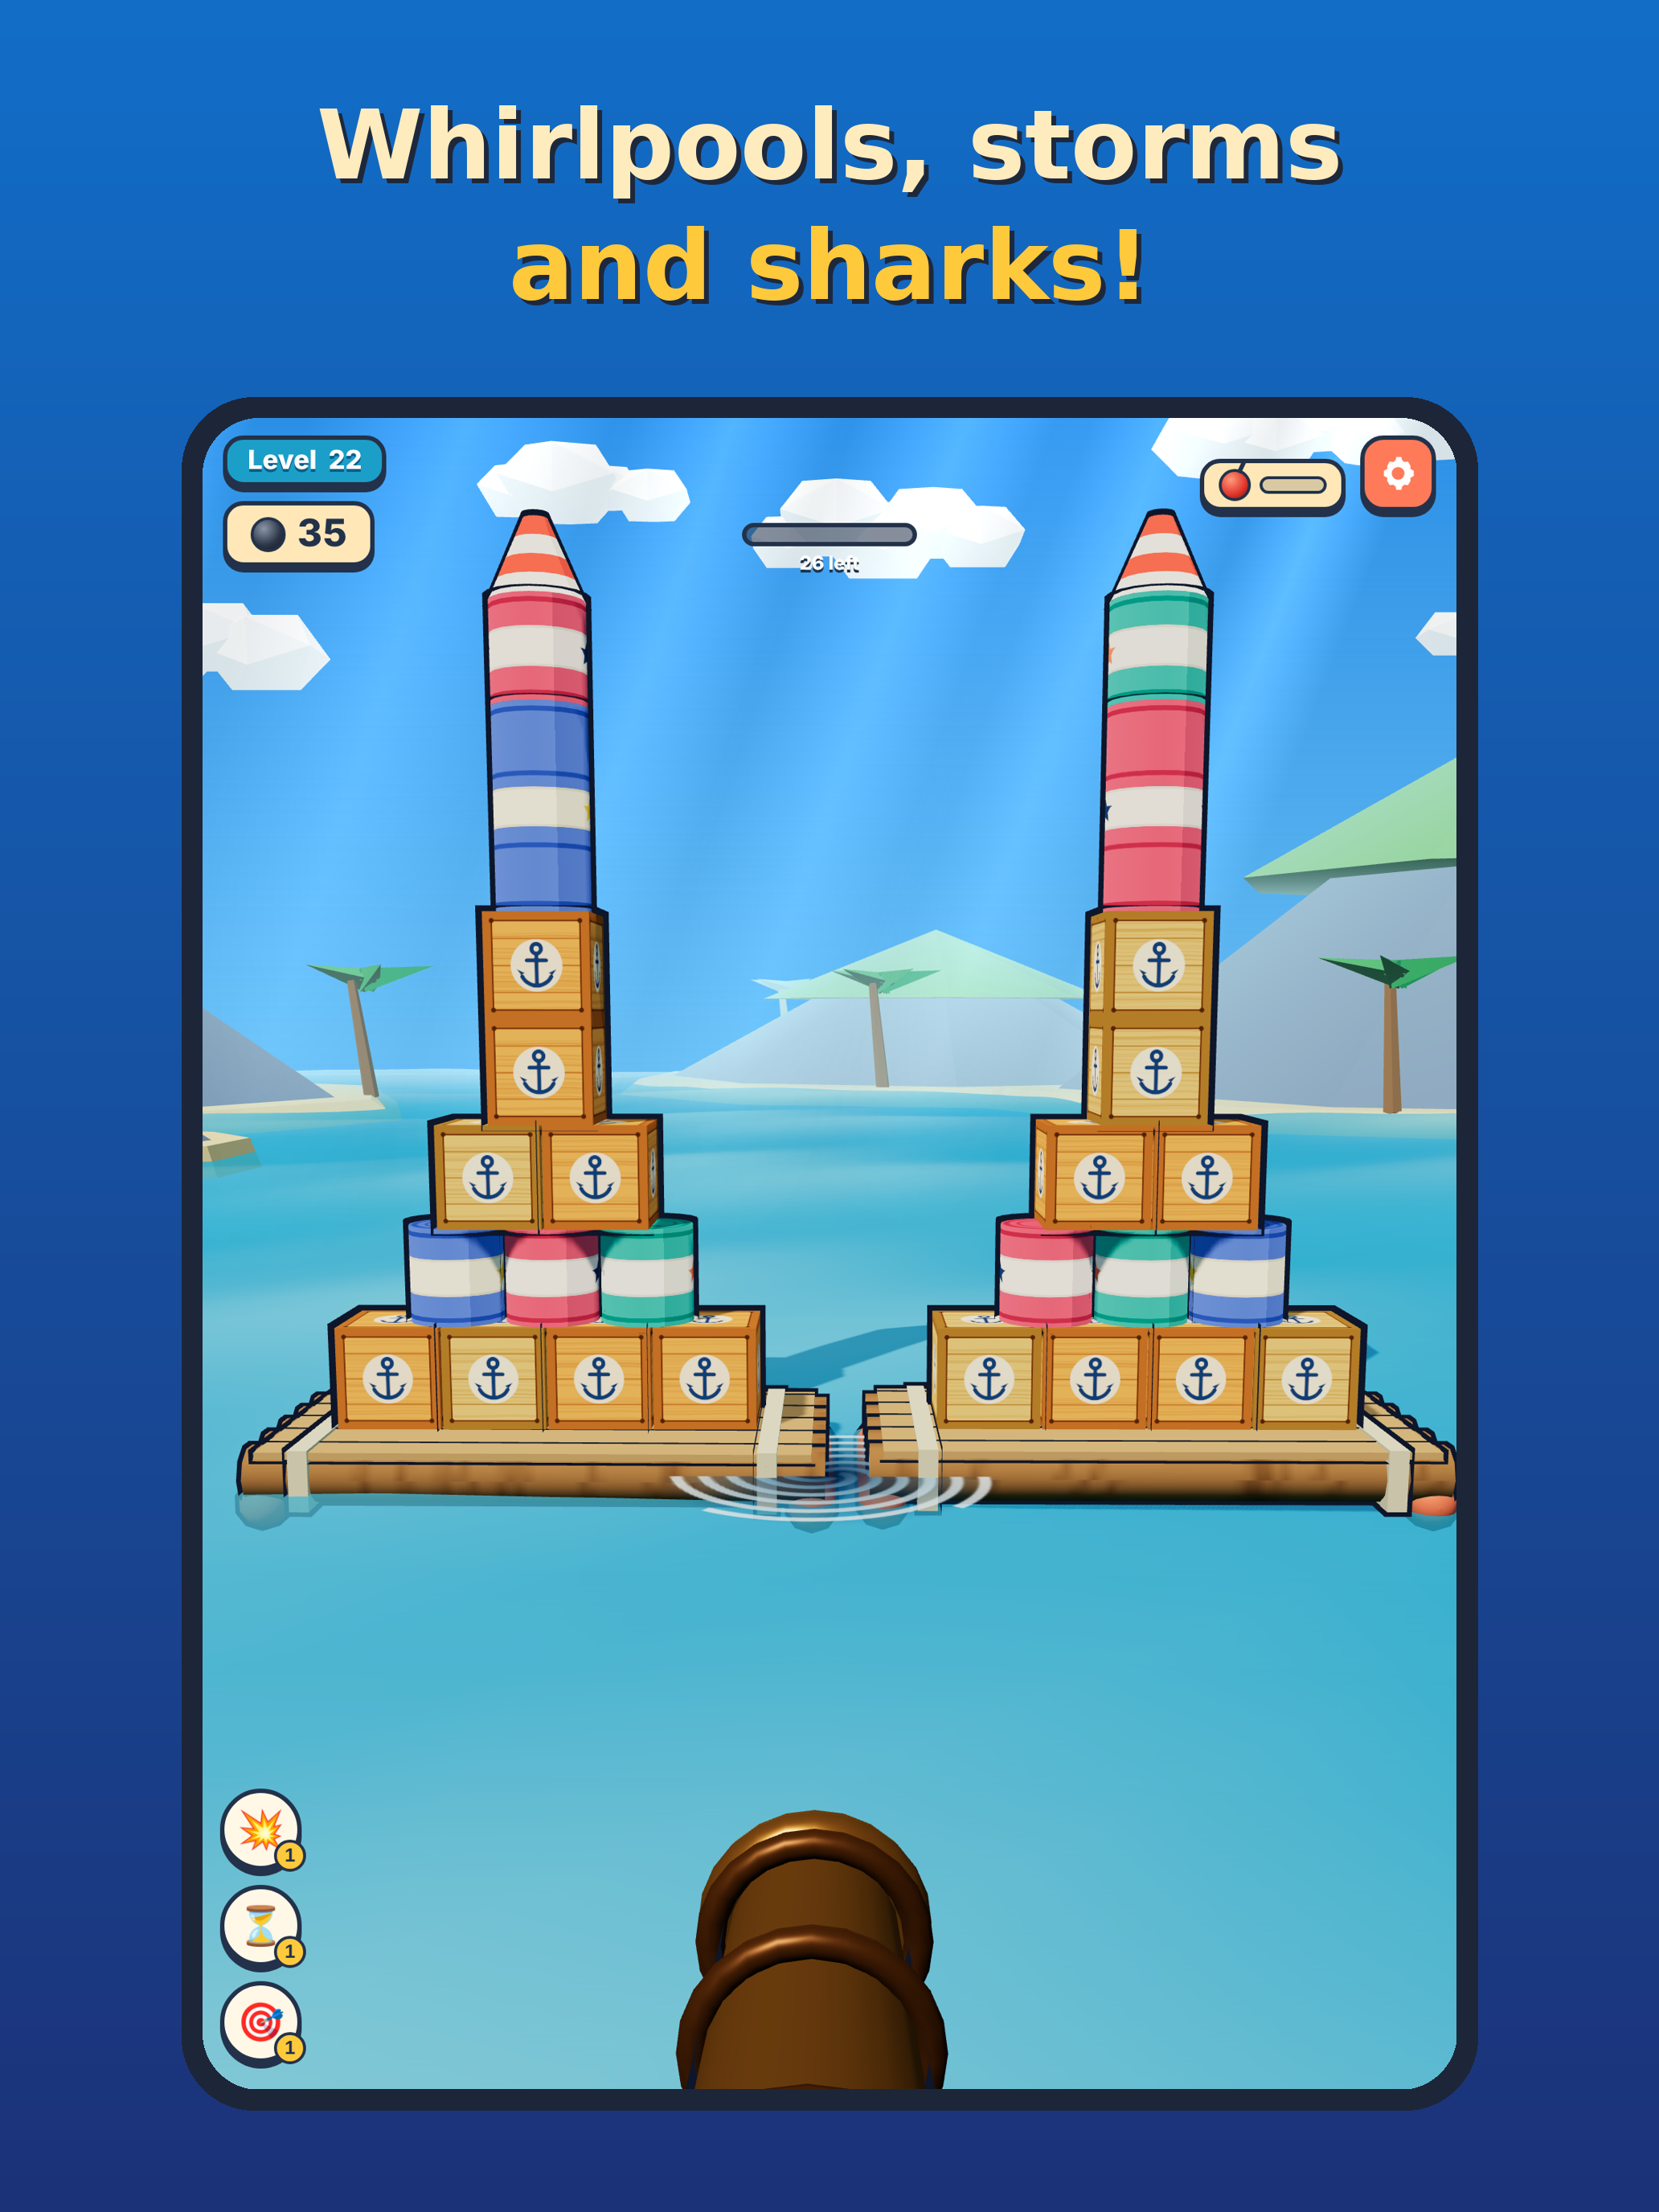 Whirlpools, storms
and sharks!
Level 22
35
26 left
1
1
1